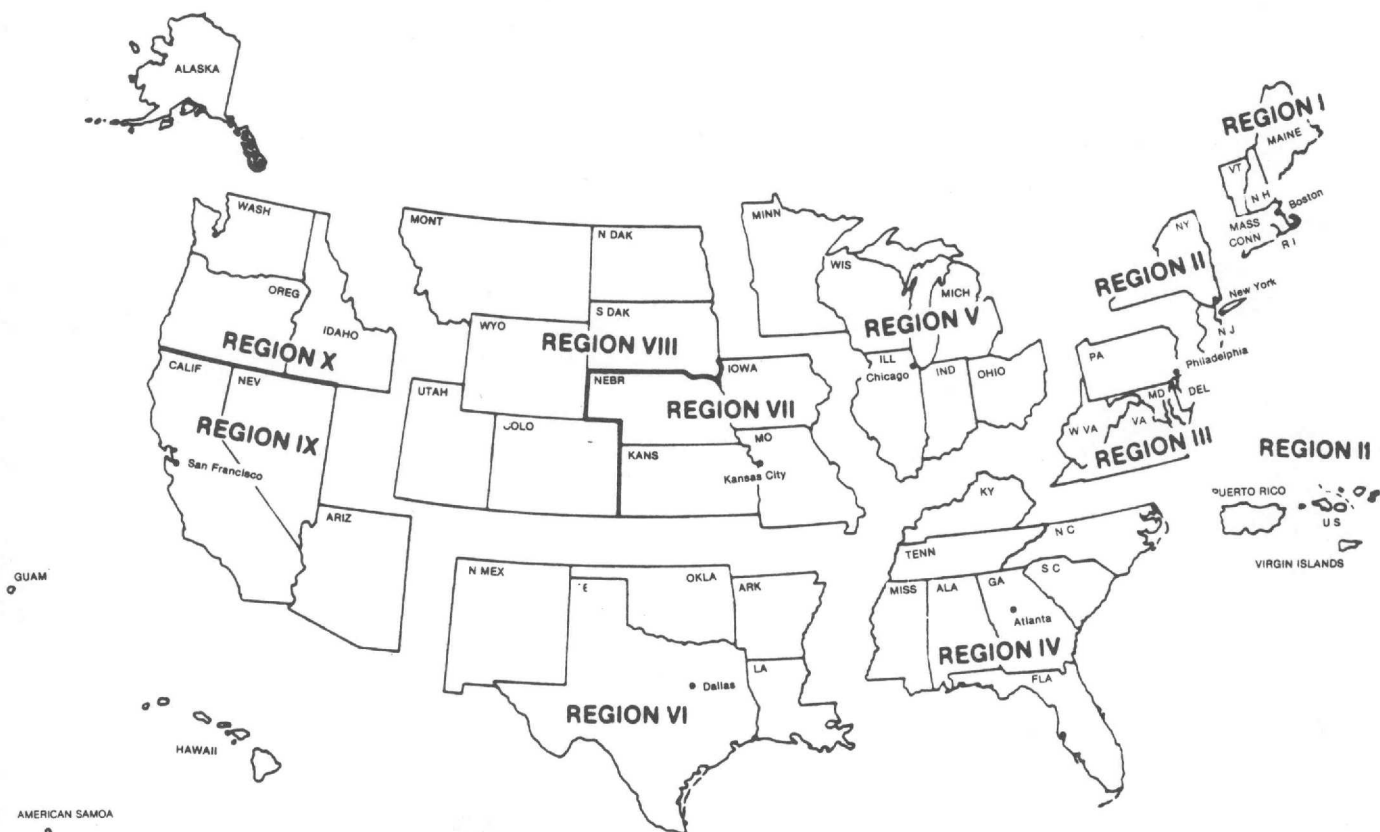 ALASKA
REGION I
MAINE
VT
N H
Boston
MASS
CONN
R I
WASH
OREG
IDAHO
REGION X
MONT
N DAK
S DAK
WYO
REGION VIII
UTAH
COLO
MINN
WIS
MICH
REGION V
ILL
Chicago
IND
OHIO
NY
REGION II
New York
N J
PA
Philadelphia
MD
DEL
W VA
VA
REGION III
CALIF
NEV
REGION IX
San Francisco
ARIZ
NEBR
IOWA
REGION VII
KANS
MO
Kansas City
REGION II
PUERTO RICO
U S
VIRGIN ISLANDS
KY
TENN
N C
S C
MISS
ALA
GA
Atlanta
REGION IV
FLA
N MEX
OKLA
ARK
LA
Dallas
REGION VI
GUAM
HAWAII
AMERICAN SAMOA